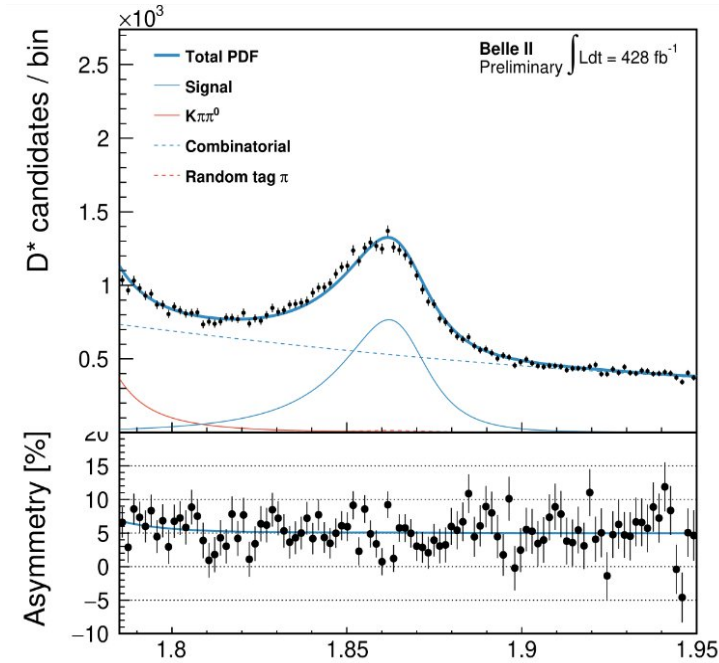 ×10³
D* candidates / bin
2.5
2
1.5
1
0.5
Total PDF
Signal
Kππ⁰
Combinatorial
Random tag π
Belle II
Preliminary
∫Ldt = 428 fb⁻¹
Asymmetry [%]
20
15
10
5
0
−5
−10
1.8
1.85
1.9
1.95